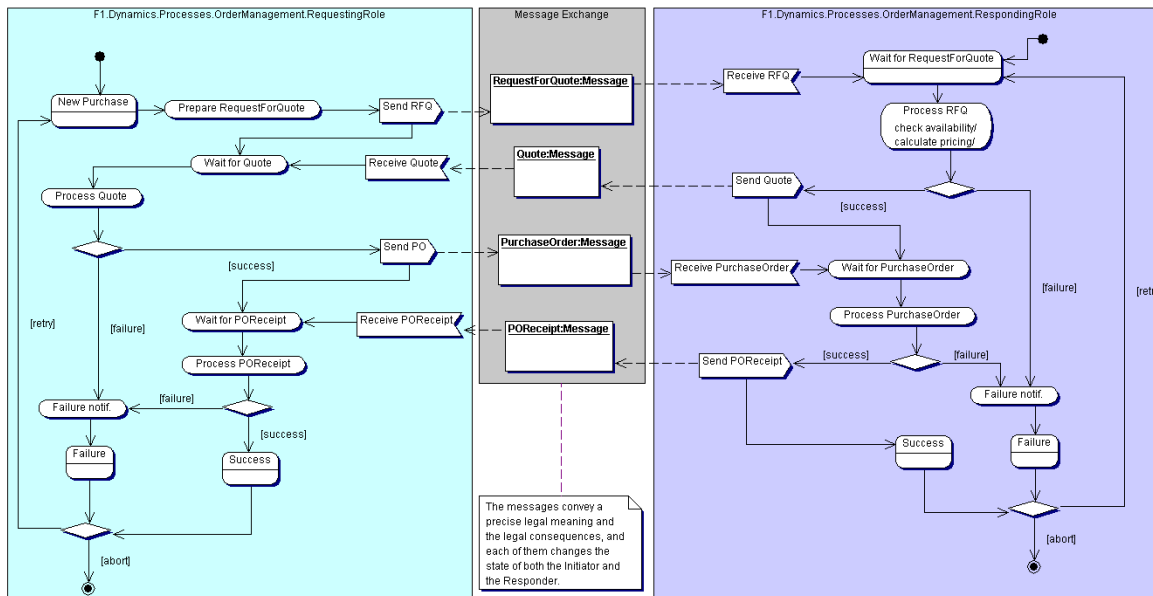 F1.Dynamics.Processes.OrderManagement.RequestingRole
Message Exchange
F1.Dynamics.Processes.OrderManagement.RespondingRole
New Purchase
Prepare RequestForQuote
Send RFQ
RequestForQuote:Message
Receive RFQ
Wait for RequestForQuote
Process RFQ
check availability/
calculate pricing/
Wait for Quote
Receive Quote
Quote:Message
Send Quote
Process Quote
[success]
Send PO
PurchaseOrder:Message
Receive PurchaseOrder
Wait for PurchaseOrder
[success]
[failure]
[retry]
[failure]
[retry]
Wait for POReceipt
Receive POReceipt
POReceipt:Message
Process PurchaseOrder
Process POReceipt
Send POReceipt
[success]
[failure]
Failure notif.
[failure]
[success]
Failure notif.
Failure
Success
Success
Failure
The messages convey a
precise legal meaning and
the legal consequences, and
each of them changes the
state of both the Initiator and
the Responder.
[abort]
[abort]